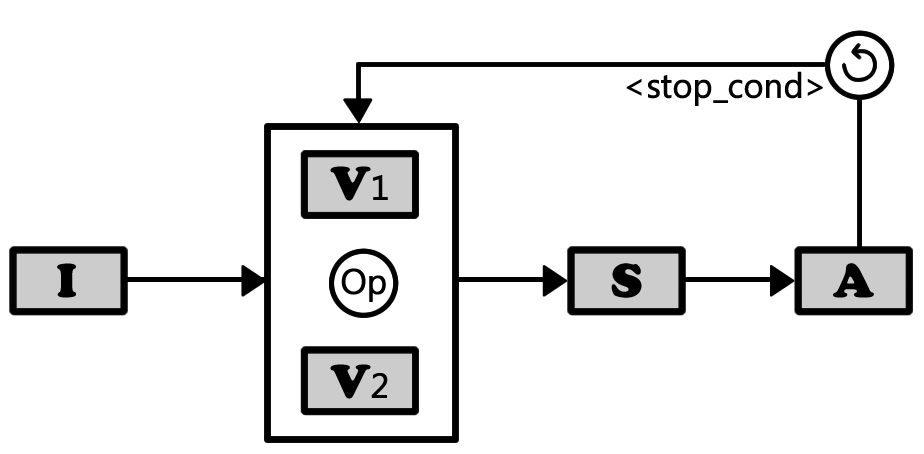 <stop_cond>
V1
I
Op
S
A
V2